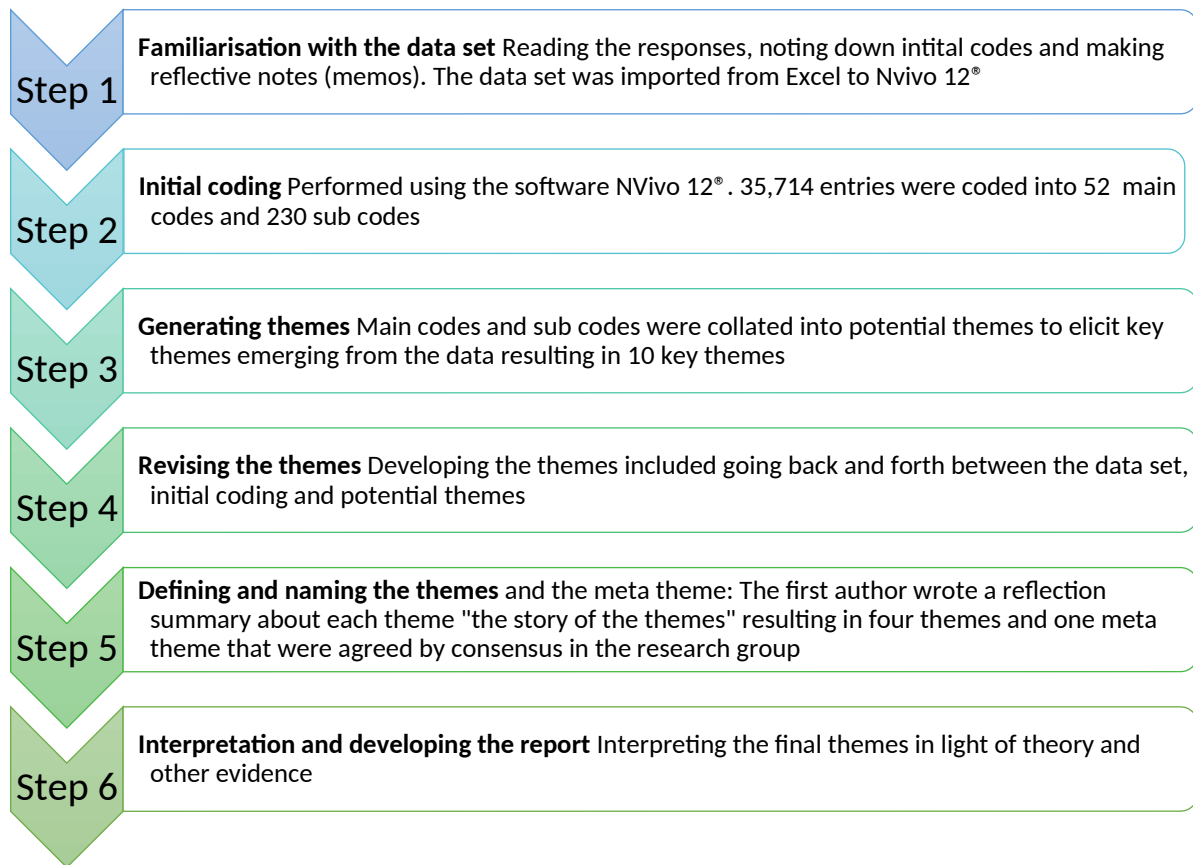 Step 1
Familiarisation with the data set Reading the responses, noting down intital codes and making
reflective notes (memos). The data set was imported from Excel to Nvivo 12®
Step 2
Initial coding Performed using the software NVivo 12®. 35,714 entries were coded into 52 main
codes and 230 sub codes
Step 3
Generating themes Main codes and sub codes were collated into potential themes to elicit key
themes emerging from the data resulting in 10 key themes
Step 4
Revising the themes Developing the themes included going back and forth between the data set,
initial coding and potential themes
Step 5
Defining and naming the themes and the meta theme: The first author wrote a reflection
summary about each theme "the story of the themes" resulting in four themes and one meta
theme that were agreed by consensus in the research group
Step 6
Interpretation and developing the report Interpreting the final themes in light of theory and
other evidence